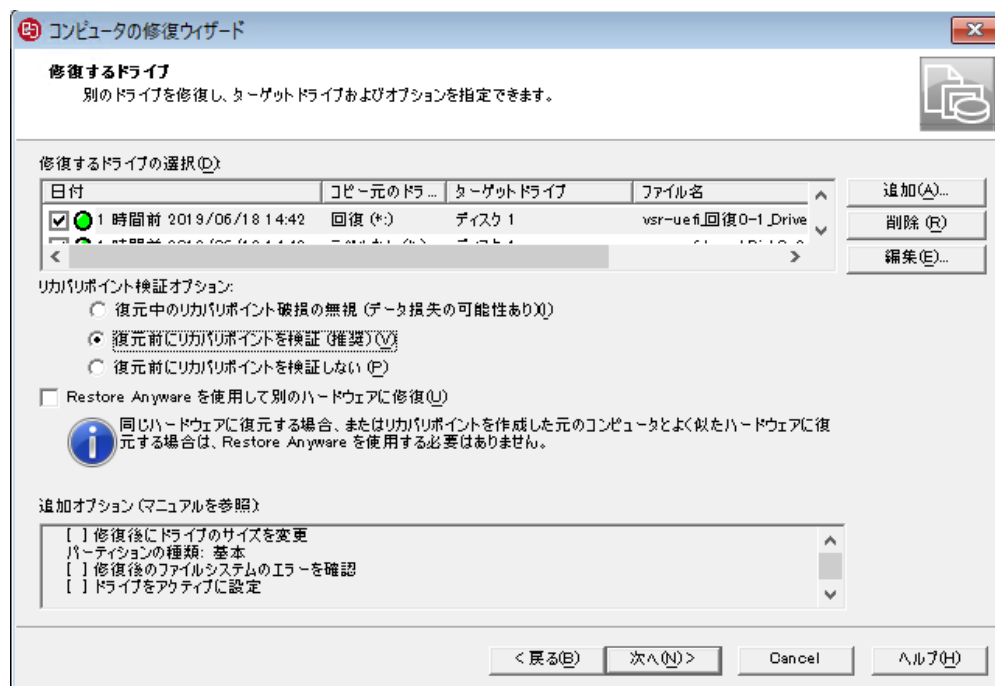 コンピュータの修復ウィザード
修復するドライブ
別のドライブを修復し、ターゲットドライブおよびオプションを指定できます。
修復するドライブの選択(D):
日付 コピー元のドラ... ターゲットドライブ ファイル名
1 時間前 2019/06/18 14:42 回復 (*:) ディスク 1 vsr-uefi_回復0-1_Drive
追加(A)...
削除(R)
編集(E)...
リカバリポイント検証オプション:
復元中のリカバリポイント破損の無視 (データ損失の可能性あり)(I)
復元前にリカバリポイントを検証 (推奨)(V)
復元前にリカバリポイントを検証しない(P)
Restore Anyware を使用して別のハードウェアに修復(U)
同じハードウェアに復元する場合、またはリカバリポイントを作成した元のコンピュータとよく似たハードウェアに復
元する場合は、Restore Anyware を使用する必要はありません。
追加オプション (マニュアルを参照):
[ ] 修復後にドライブのサイズを変更
パーティションの種類: 基本
[ ] 修復後のファイルシステムのエラーを確認
[ ] ドライブをアクティブに設定
< 戻る(B)
次へ(N) >
Cancel
ヘルプ(H)